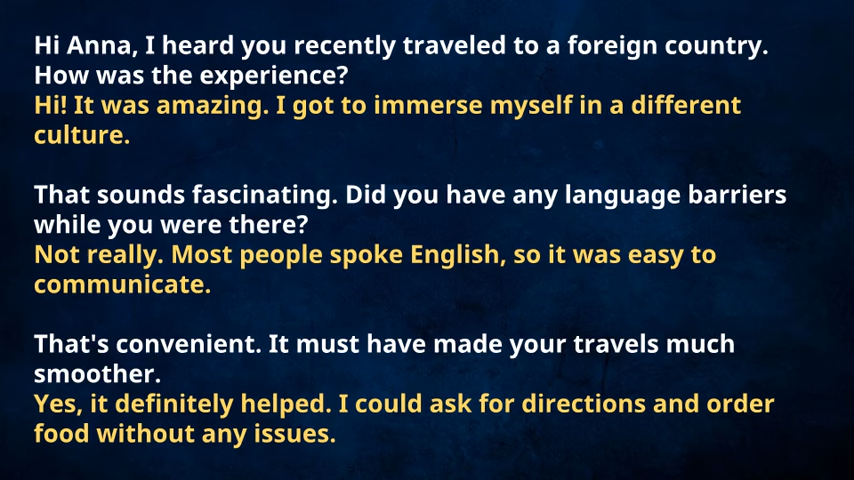 Hi Anna, I heard you recently traveled to a foreign country.
How was the experience?
Hi! It was amazing. I got to immerse myself in a different
culture.
That sounds fascinating. Did you have any language barriers
while you were there?
Not really. Most people spoke English, so it was easy to
communicate.
That's convenient. It must have made your travels much
smoother.
Yes, it definitely helped. I could ask for directions and order
food without any issues.